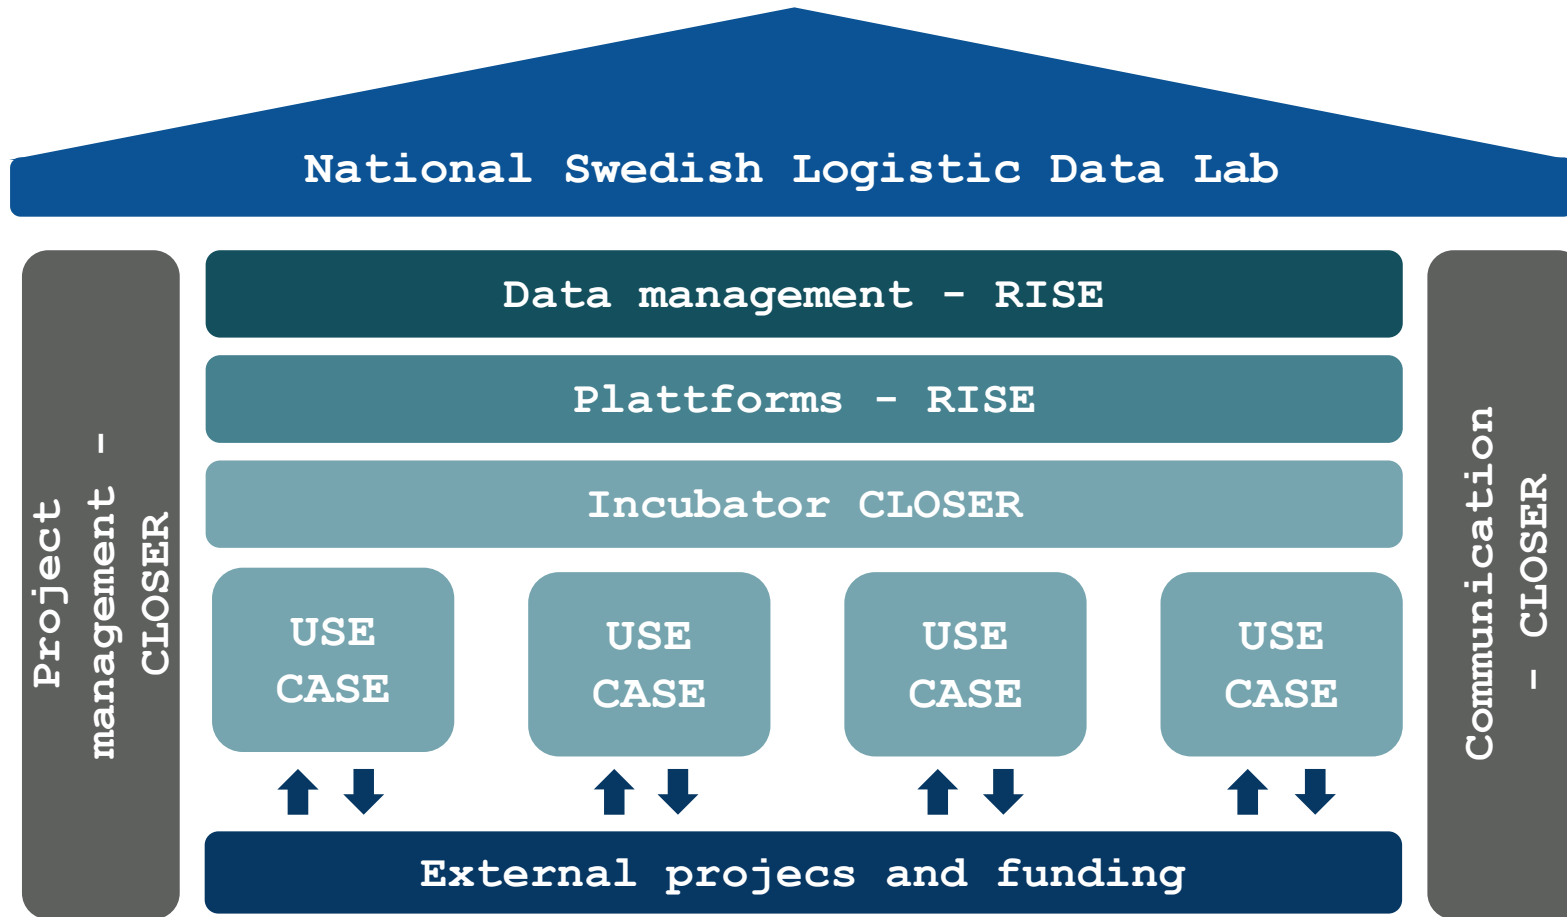 National Swedish Logistic Data Lab
Project
management -
CLOSER
Data management - RISE
Plattforms - RISE
Incubator CLOSER
USE
CASE
USE
CASE
USE
CASE
USE
CASE
External projecs and funding
Communication
- CLOSER